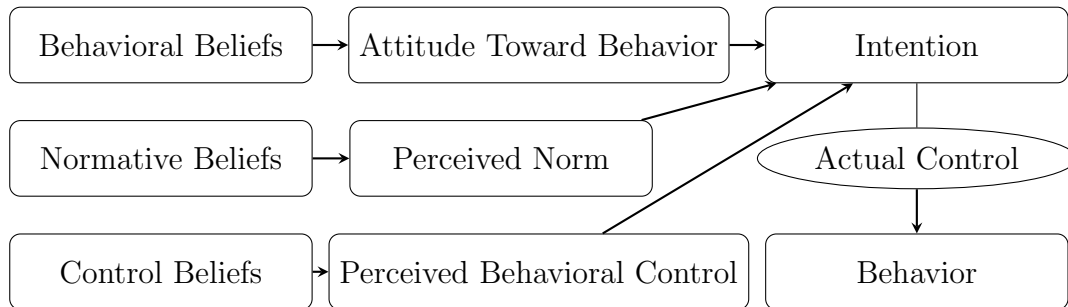 Behavioral Beliefs
Attitude Toward Behavior
Intention
Normative Beliefs
Perceived Norm
Actual Control
Control Beliefs
Perceived Behavioral Control
Behavior